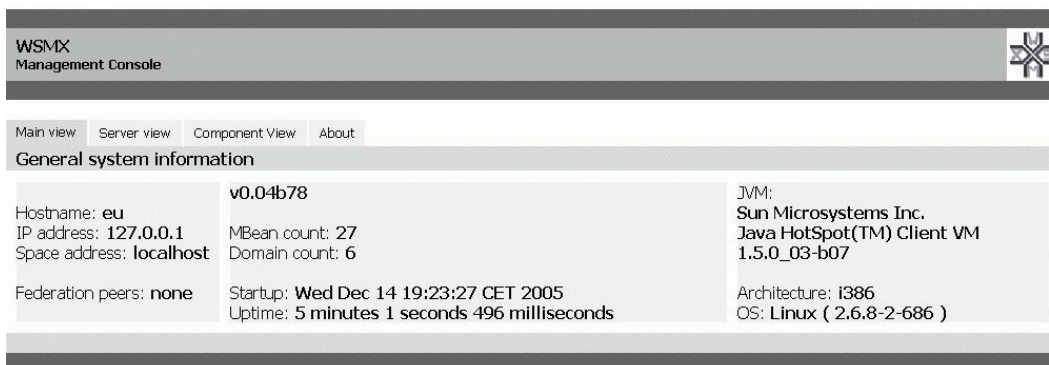 WSMX
Management Console
Main view Server view Component View About
General system information
Hostname: eu
IP address: 127.0.0.1
Space address: localhost
Federation peers: none
v0.04b78
MBean count: 27
Domain count: 6
Startup: Wed Dec 14 19:23:27 CET 2005
Uptime: 5 minutes 1 seconds 496 milliseconds
JVM:
Sun Microsystems Inc.
Java HotSpot(TM) Client VM
1.5.0_03-b07
Architecture: i386
OS: Linux ( 2.6.8-2-686 )